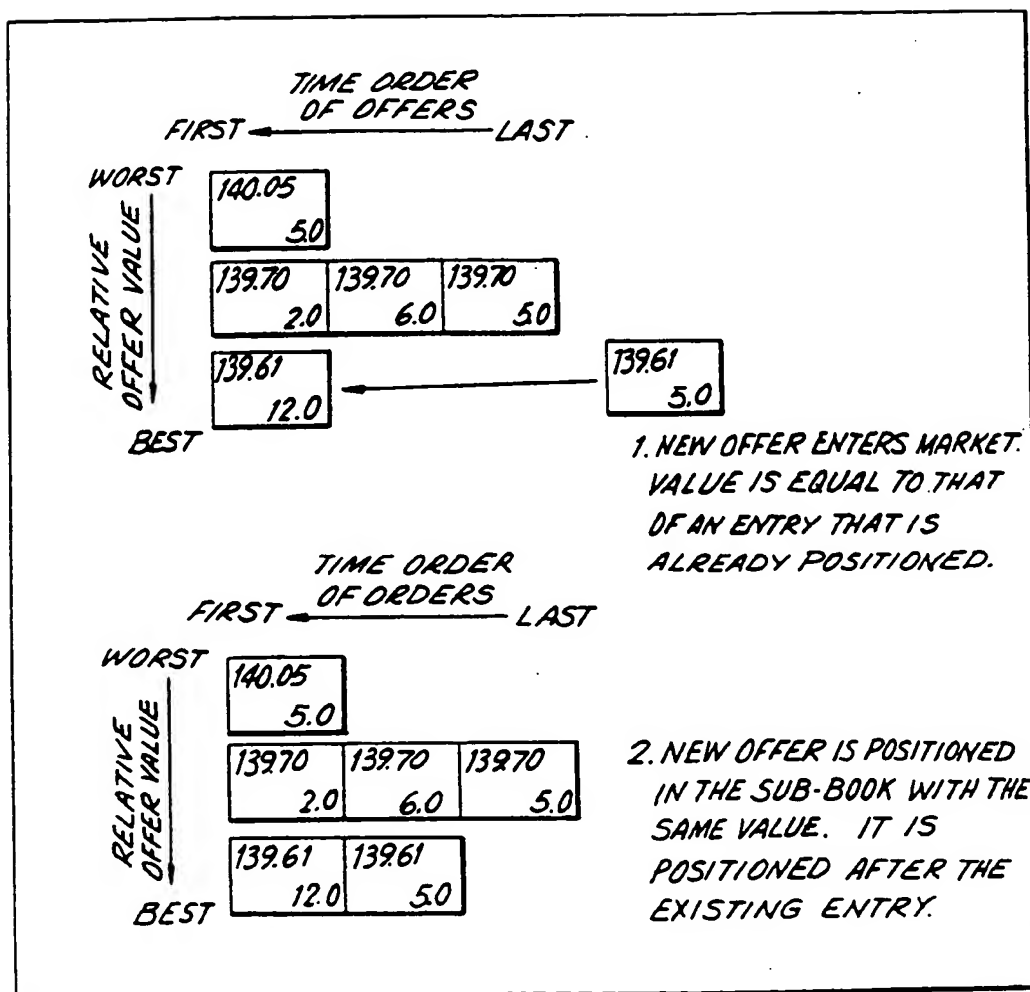 TIME ORDER
OF OFFERS
FIRST LAST
WORST
RELATIVE
OFFER VALUE
BEST
140.05
5.0
139.70 139.70 139.70
2.0 6.0 5.0
139.61 139.61
12.0 5.0
1. NEW OFFER ENTERS MARKET.
VALUE IS EQUAL TO THAT
OF AN ENTRY THAT IS
ALREADY POSITIONED.
TIME ORDER
OF ORDERS
FIRST LAST
WORST
RELATIVE
OFFER VALUE
BEST
140.05
5.0
139.70 139.70 139.70
2.0 6.0 5.0
139.61 139.61
12.0 5.0
2. NEW OFFER IS POSITIONED
IN THE SUB-BOOK WITH THE
SAME VALUE. IT IS
POSITIONED AFTER THE
EXISTING ENTRY.